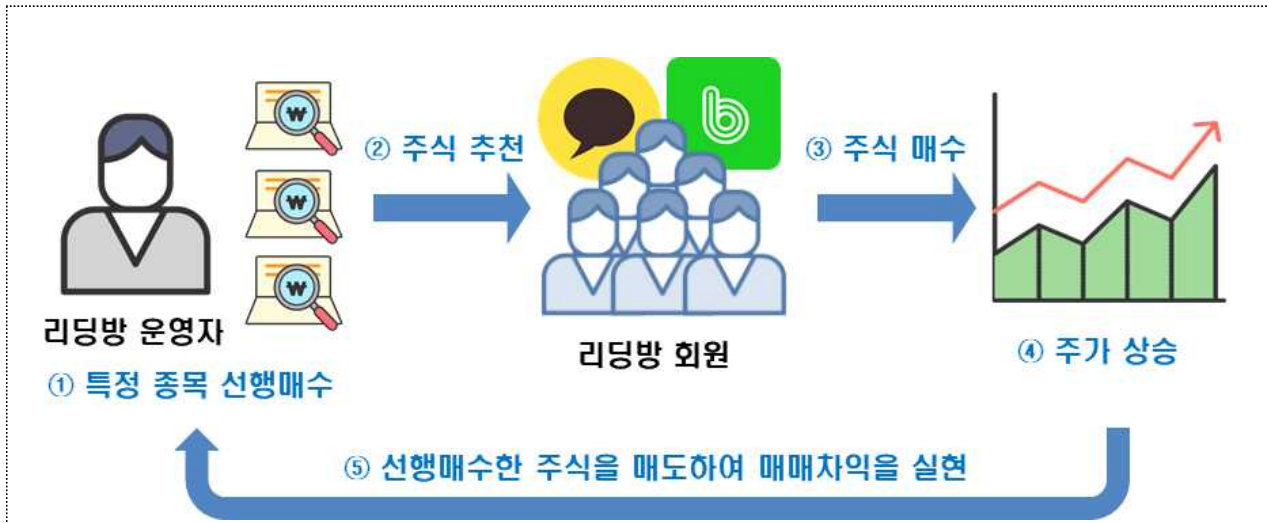 ₩
₩
₩
리딩방 운영자
① 특정 종목 선행매수
② 주식 추천
b
리딩방 회원
③ 주식 매수
④ 주가 상승
⑤ 선행매수한 주식을 매도하여 매매차익을 실현